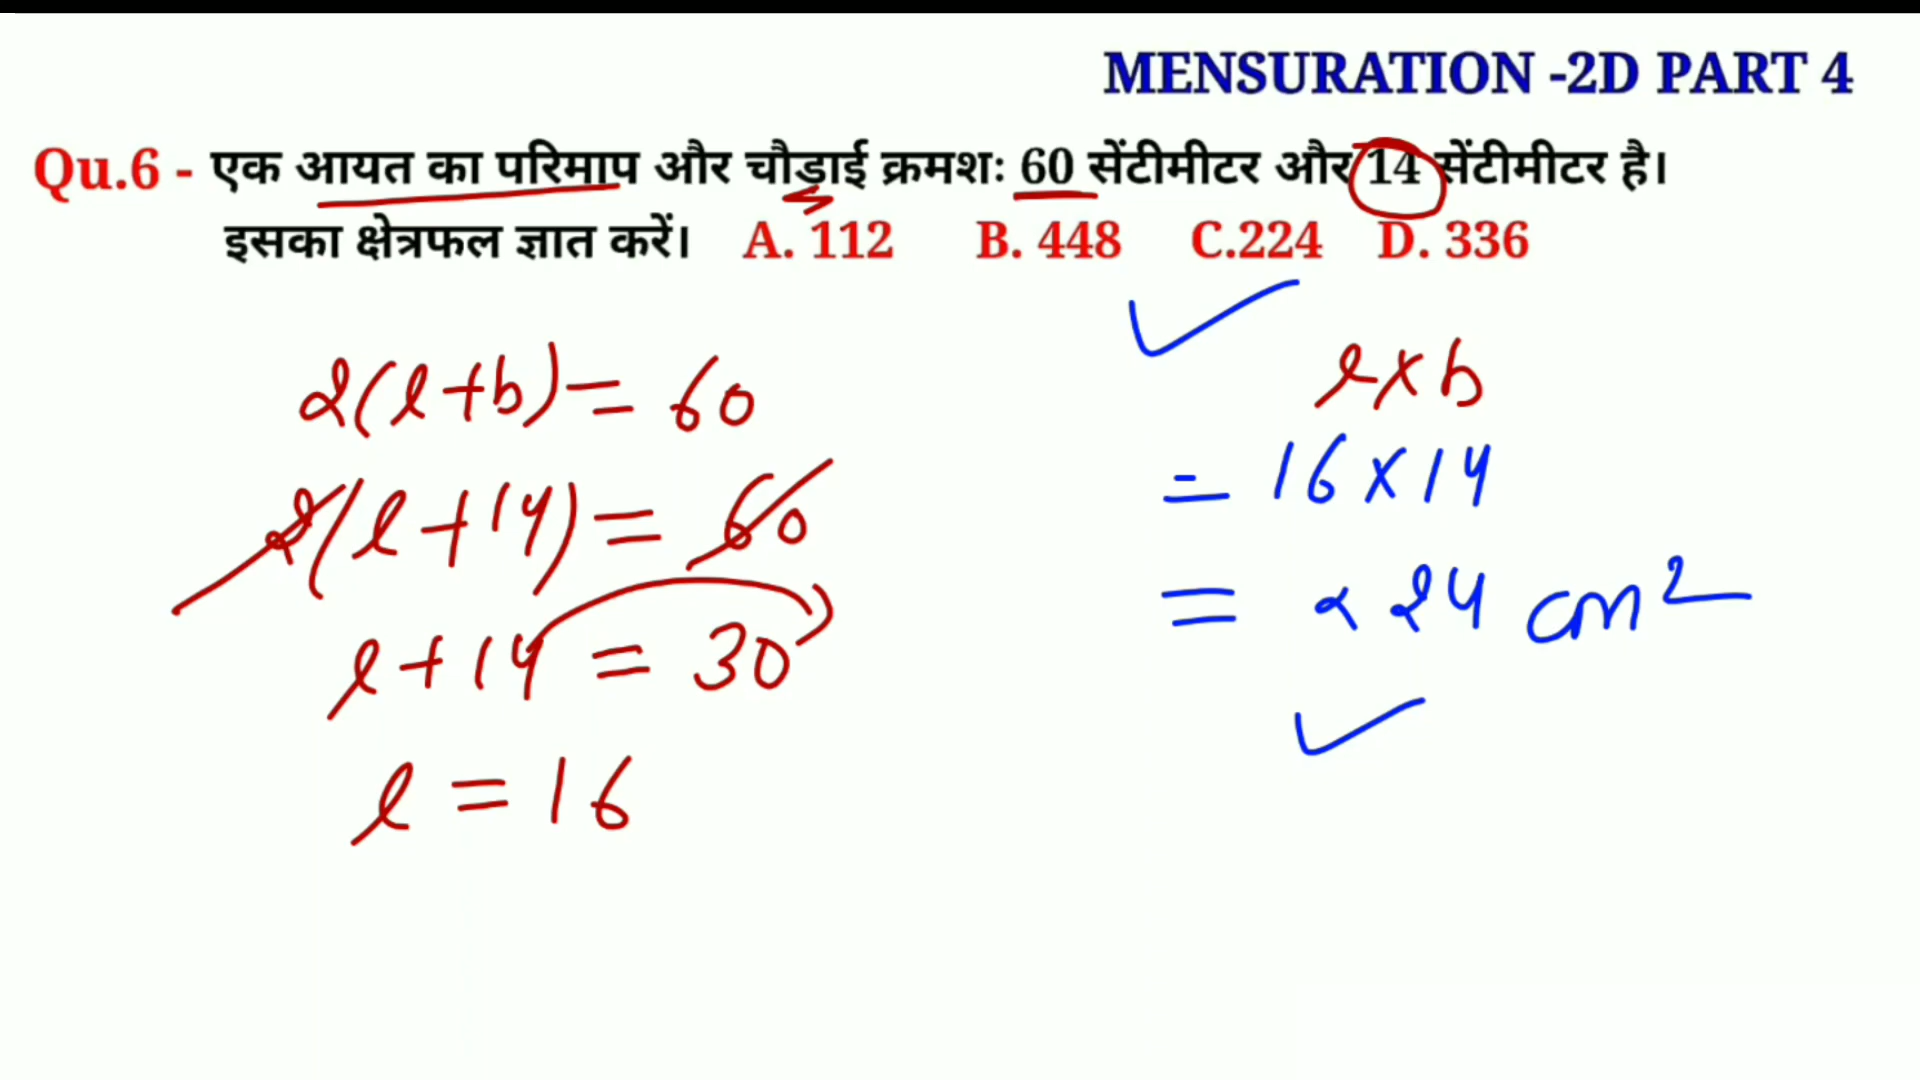 MENSURATION -2D PART 4
Qu.6 - एक आयत का परिमाप और चौड़ाई क्रमशः 60 सेंटीमीटर और 14 सेंटीमीटर है।
इसका क्षेत्रफल ज्ञात करें। A. 112 B. 448 C.224 D. 336
2(l+b)=60
2(l+14)=60
l+14=30
l=16
l×b
=16×14
=224 cm²